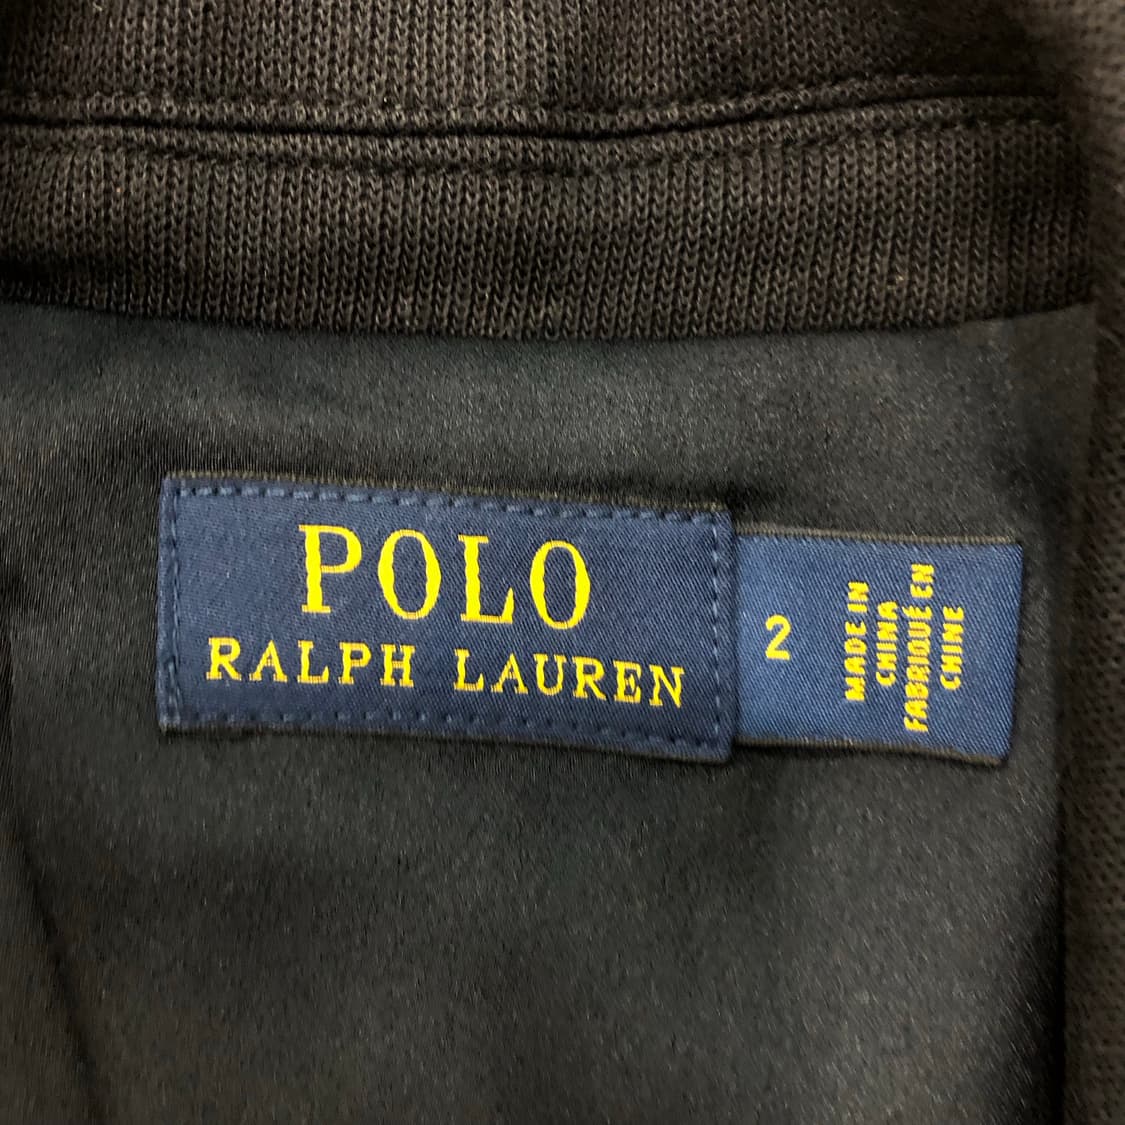 POLO
RALPH LAUREN
2
MADE IN
CHINA
FABRIQUÉ EN
CHINE